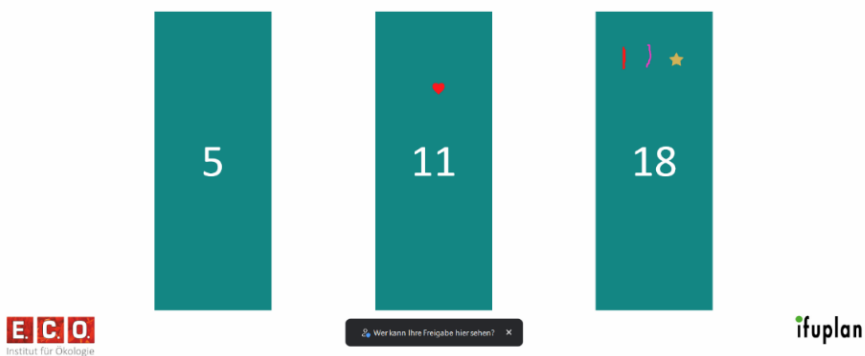 5
11
18
E.C.O.
Institut für Ökologie
Wer kann Ihre Freigabe hier sehen?
ifuplan